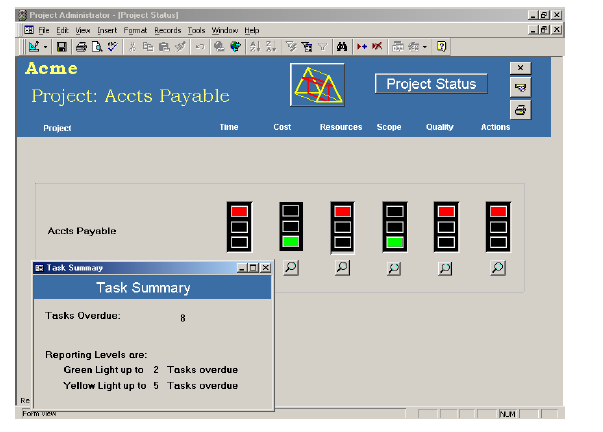 Project Administrator - [Project Status]
File Edit View Insert Format Records Tools Window Help
Acme
Project: Accts Payable
Project Status
Project Time Cost Resources Scope Quality Actions
Accts Payable
Task Summary
Task Summary
Tasks Overdue: 8
Reporting Levels are:
Green Light up to 2 Tasks overdue
Yellow Light up to 5 Tasks overdue
Re
Form View
NUM